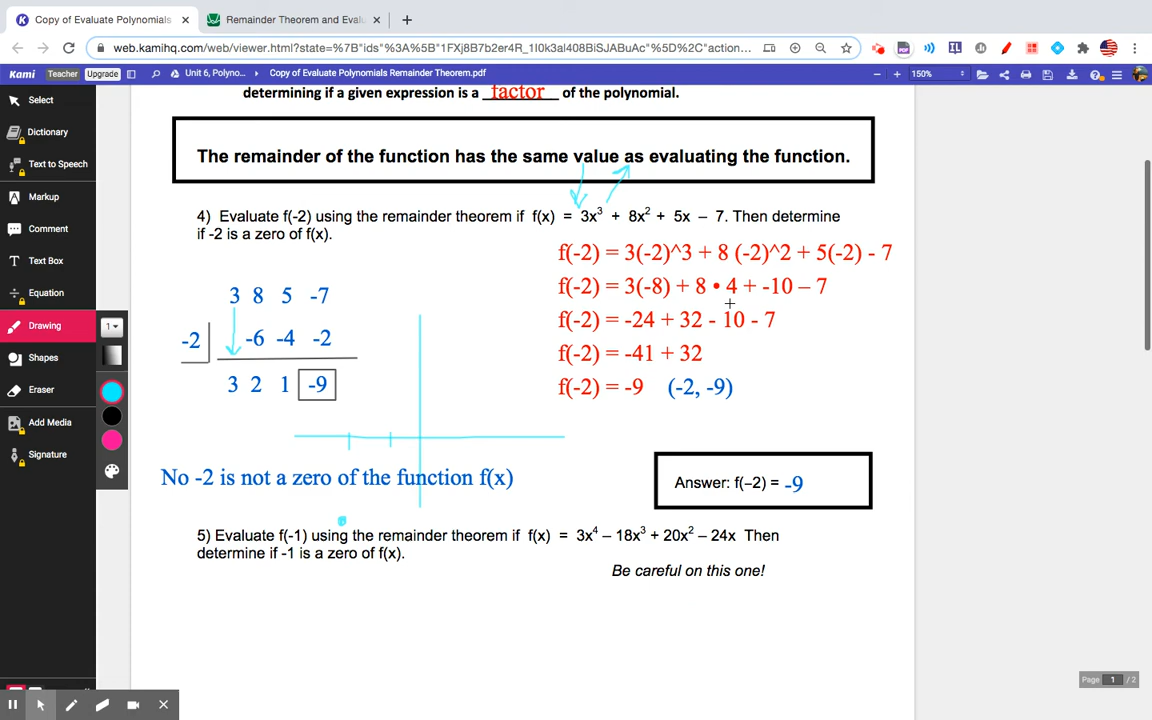 Copy of Evaluate Polynomials
Remainder Theorem and Evalu
web.kamihq.com/web/viewer.html?state=%7B"ids"%3A%5B"1FXj8B7b2er4R_1I0k3al408BiSJABuAc"%5D%2C"action...
Kami Teacher Upgrade Unit 6, Polyno... > Copy of Evaluate Polynomials Remainder Theorem.pdf 150%
Select
Dictionary
Text to Speech
Markup
Comment
Text Box
Equation
Drawing
1
Shapes
Eraser
Add Media
Signature
determining if a given expression is a factor of the polynomial.
The remainder of the function has the same value as evaluating the function.
4) Evaluate f(-2) using the remainder theorem if f(x) = 3x³ + 8x² + 5x – 7. Then determine
if -2 is a zero of f(x).
f(-2) = 3(-2)^3 + 8 (-2)^2 + 5(-2) - 7
f(-2) = 3(-8) + 8 • 4 + -10 – 7
f(-2) = -24 + 32 - 10 - 7
f(-2) = -41 + 32
f(-2) = -9 (-2, -9)
3 8 5 -7
-2 -6 -4 -2
3 2 1 -9
No -2 is not a zero of the function f(x)
Answer: f(–2) = -9
5) Evaluate f(-1) using the remainder theorem if f(x) = 3x⁴ – 18x³ + 20x² – 24x Then
determine if -1 is a zero of f(x).
Be careful on this one!
Page 1 / 2